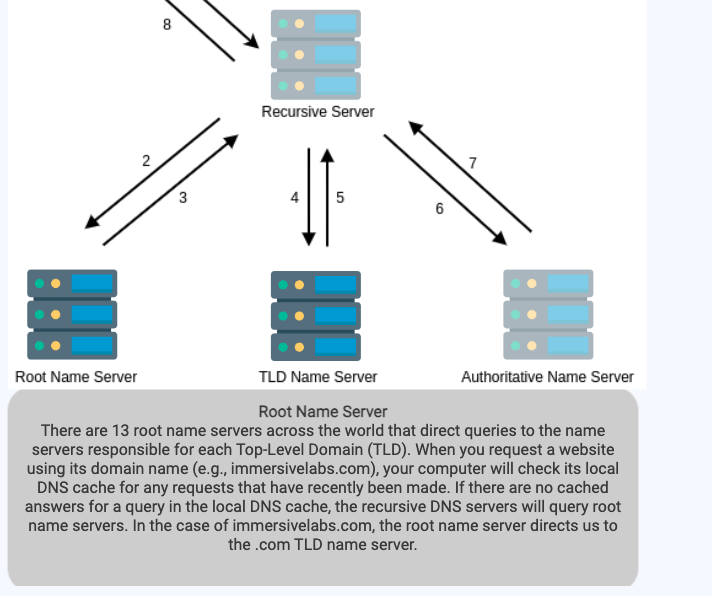 8
Recursive Server
2
3
4
5
7
6
Root Name Server
TLD Name Server
Authoritative Name Server
Root Name Server
There are 13 root name servers across the world that direct queries to the name
servers responsible for each Top-Level Domain (TLD). When you request a website
using its domain name (e.g., immersivelabs.com), your computer will check its local
DNS cache for any requests that have recently been made. If there are no cached
answers for a query in the local DNS cache, the recursive DNS servers will query root
name servers. In the case of immersivelabs.com, the root name server directs us to
the .com TLD name server.